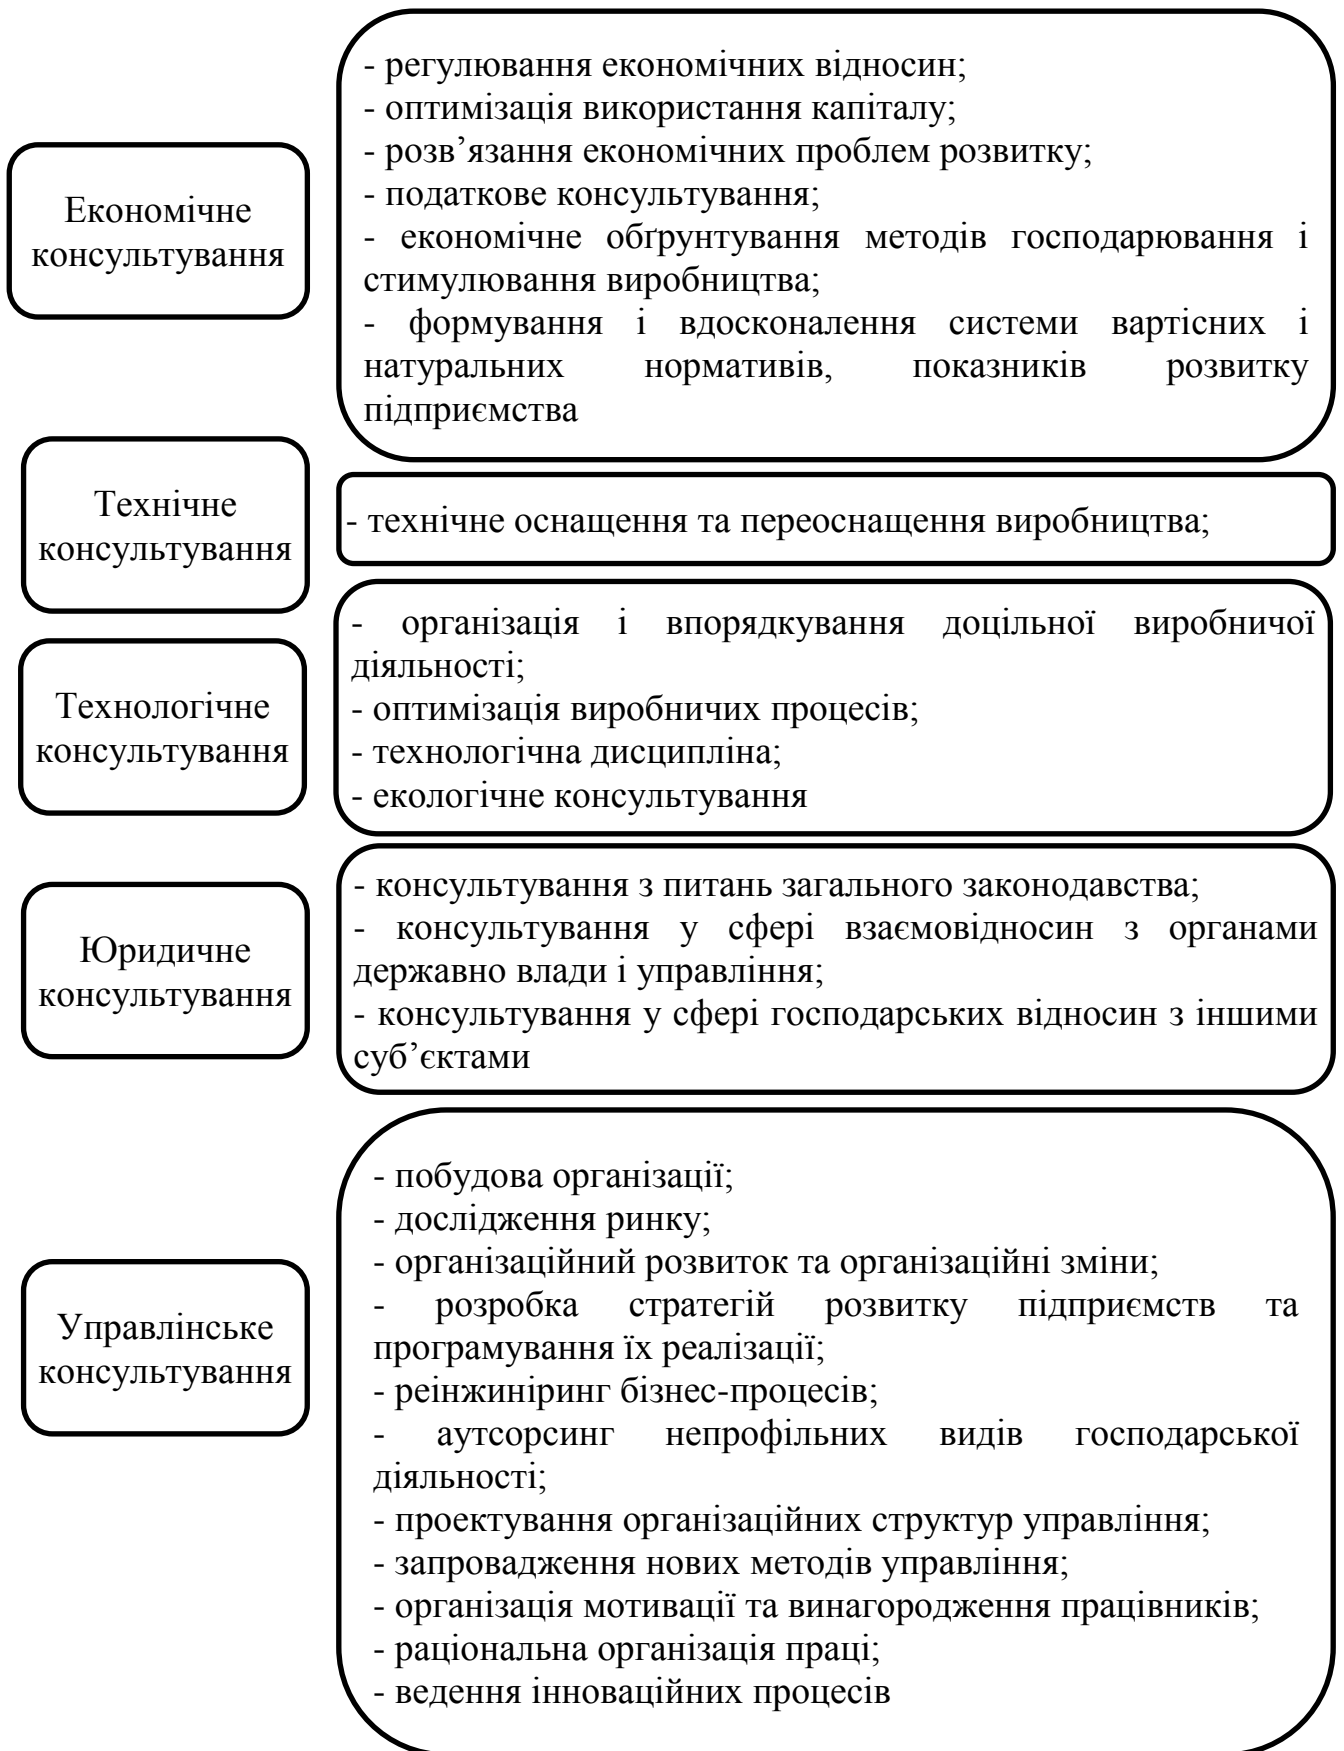 Економічне
консультування
- регулювання економічних відносин;
- оптимізація використання капіталу;
- розв’язання економічних проблем розвитку;
- податкове консультування;
- економічне обґрунтування методів господарювання і
стимулювання виробництва;
- формування і вдосконалення системи вартісних і
натуральних нормативів, показників розвитку
підприємства
Технічне
консультування
- технічне оснащення та переоснащення виробництва;
Технологічне
консультування
- організація і впорядкування доцільної виробничої
діяльності;
- оптимізація виробничих процесів;
- технологічна дисципліна;
- екологічне консультування
Юридичне
консультування
- консультування з питань загального законодавства;
- консультування у сфері взаємовідносин з органами
державно влади і управління;
- консультування у сфері господарських відносин з іншими
суб’єктами
Управлінське
консультування
- побудова організації;
- дослідження ринку;
- організаційний розвиток та організаційні зміни;
- розробка стратегій розвитку підприємств та
програмування їх реалізації;
- реінжиніринг бізнес-процесів;
- аутсорсинг непрофільних видів господарської
діяльності;
- проектування організаційних структур управління;
- запровадження нових методів управління;
- організація мотивації та винагородження працівників;
- раціональна організація праці;
- ведення інноваційних процесів